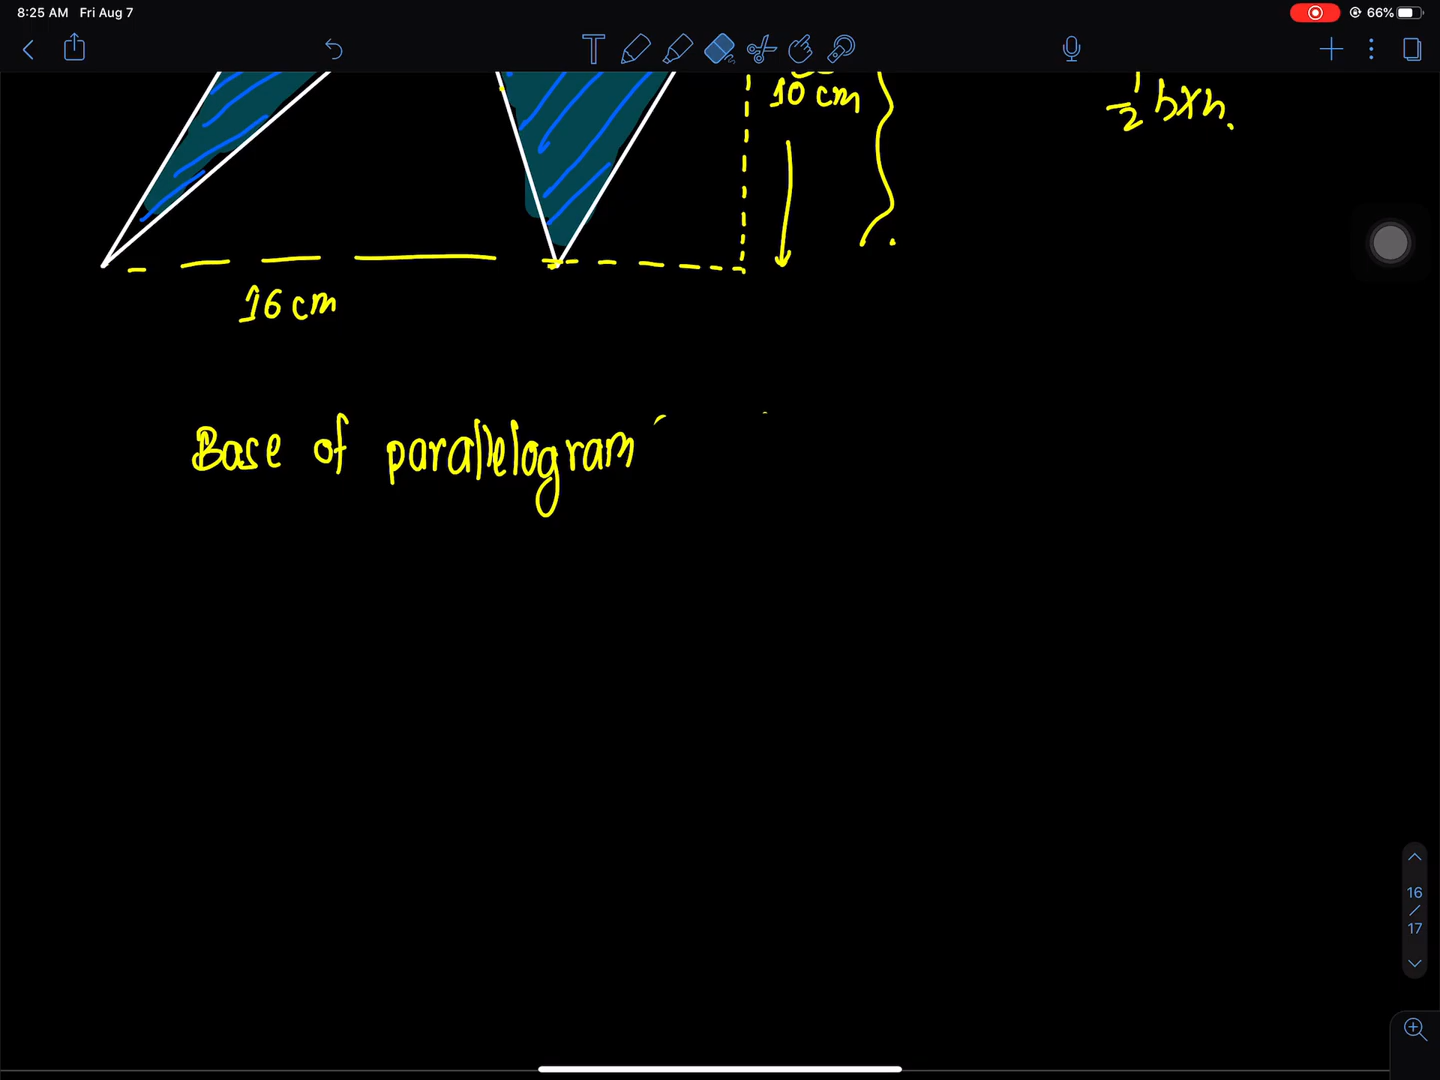 8:25 AM Fri Aug 7
66%
T
10 cm
1/2 b×h.
16 cm
Base of parallelogram
16
/
17